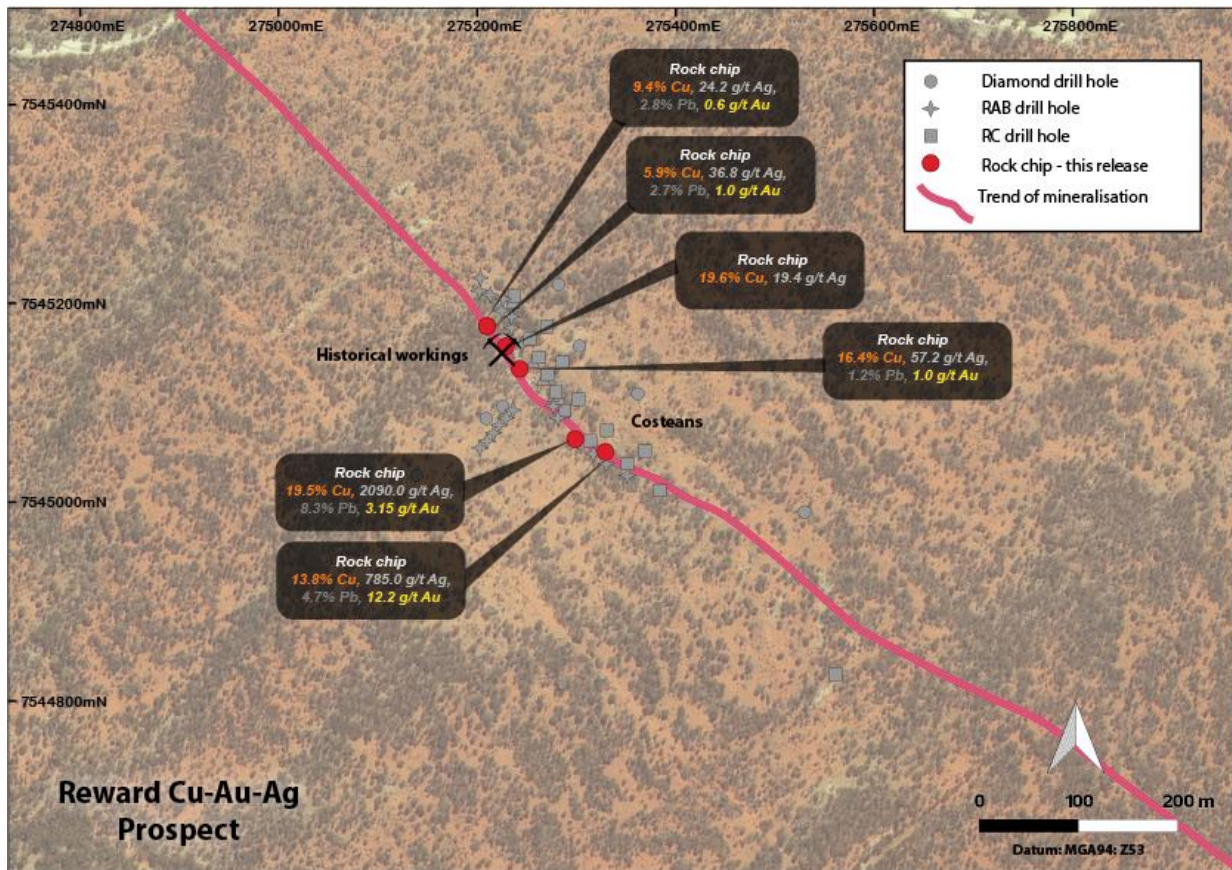 274800mE
275000mE
275200mE
275400mE
275600mE
275800mE
7545400mN
7545200mN
7545000mN
7544800mN
Rock chip
9.4% Cu, 24.2 g/t Ag,
2.8% Pb, 0.6 g/t Au
Rock chip
5.9% Cu, 36.8 g/t Ag,
2.7% Pb, 1.0 g/t Au
Rock chip
19.6% Cu, 19.4 g/t Ag
Rock chip
16.4% Cu, 57.2 g/t Ag,
1.2% Pb, 1.0 g/t Au
Historical workings
Costeans
Rock chip
19.5% Cu, 2090.0 g/t Ag,
8.3% Pb, 3.15 g/t Au
Rock chip
13.8% Cu, 785.0 g/t Ag,
4.7% Pb, 12.2 g/t Au
Diamond drill hole
RAB drill hole
RC drill hole
Rock chip - this release
Trend of mineralisation
Reward Cu-Au-Ag
Prospect
0 100 200 m
Datum: MGA94: Z53